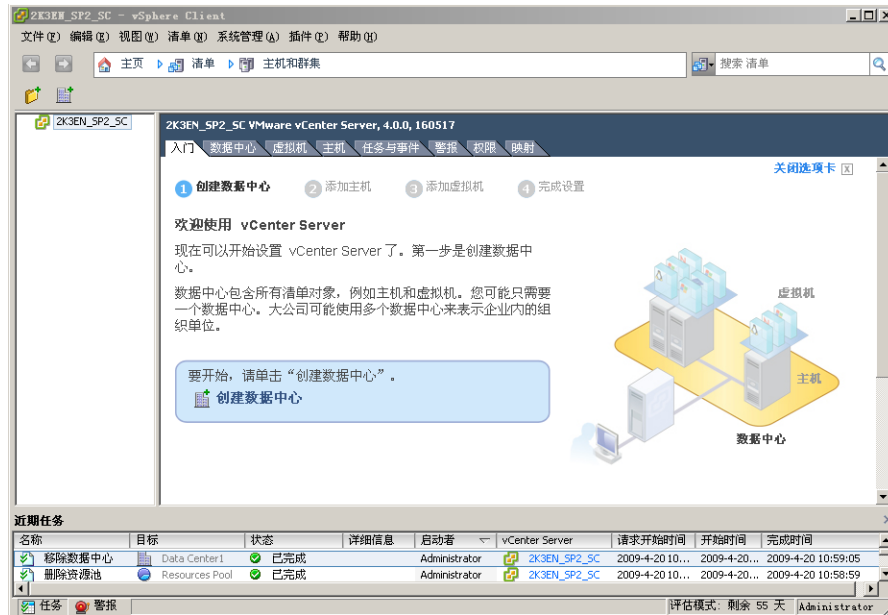 2K3EN_SP2_SC - vSphere Client
文件(F) 编辑(E) 视图(W) 清单(N) 系统管理(A) 插件(P) 帮助(H)
主页 清单 主机和群集 搜索 清单
2K3EN_SP2_SC
2K3EN_SP2_SC VMware vCenter Server, 4.0.0, 160517
入门 数据中心 虚拟机 主机 任务与事件 警报 权限 映射
关闭选项卡 X
1 创建数据中心 2 添加主机 3 添加虚拟机 4 完成设置
欢迎使用 vCenter Server
现在可以开始设置 vCenter Server 了。第一步是创建数据中
心。
数据中心包含所有清单对象，例如主机和虚拟机。您可能只需要
一个数据中心。大公司可能使用多个数据中心来表示企业内的组
织单位。
要开始，请单击“创建数据中心”。
创建数据中心
虚拟机
主机
数据中心
近期任务
名称 目标 状态 详细信息 启动者 vCenter Server 请求开始时间 开始时间 完成时间
移除数据中心 Data Center1 已完成 Administrator 2K3EN_SP2_SC 2009-4-20 10... 2009-4-20... 2009-4-20 10:59:05
删除资源池 Resources Pool 已完成 Administrator 2K3EN_SP2_SC 2009-4-20 10... 2009-4-20... 2009-4-20 10:58:59
任务 警报 评估模式: 剩余 55 天 Administrator